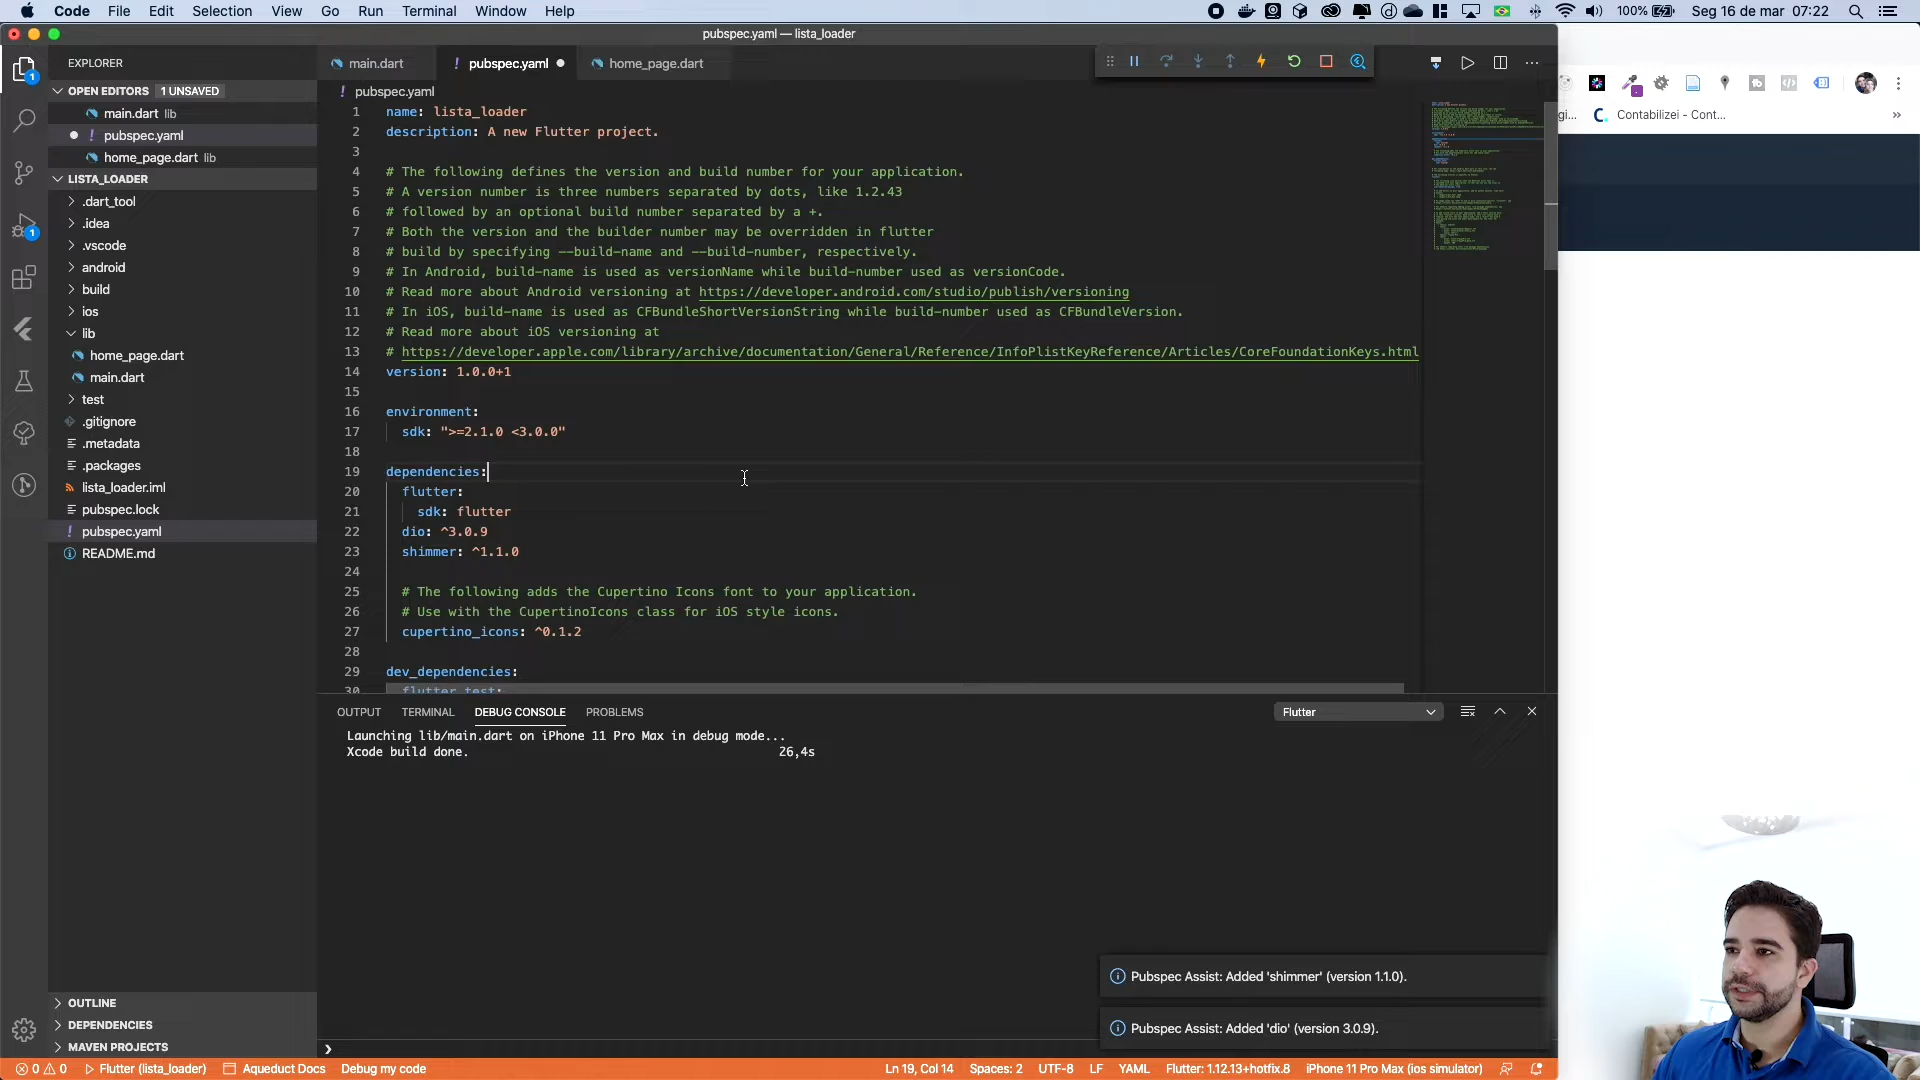 Code File Edit Selection View Go Run Terminal Window Help 100% Seg 16 de mar 07:22
pubspec.yaml — lista_loader
EXPLORER
main.dart
! pubspec.yaml
home_page.dart
OPEN EDITORS 1 UNSAVED
main.dart lib
! pubspec.yaml
home_page.dart lib
LISTA_LOADER
.dart_tool
.idea
.vscode
android
build
ios
lib
home_page.dart
main.dart
test
.gitignore
.metadata
.packages
lista_loader.iml
pubspec.lock
! pubspec.yaml
README.md
OUTLINE
DEPENDENCIES
MAVEN PROJECTS
1
1
! pubspec.yaml
1 name: lista_loader
2 description: A new Flutter project.
3
4 # The following defines the version and build number for your application.
5 # A version number is three numbers separated by dots, like 1.2.43
6 # followed by an optional build number separated by a +.
7 # Both the version and the builder number may be overridden in flutter
8 # build by specifying --build-name and --build-number, respectively.
9 # In Android, build-name is used as versionName while build-number used as versionCode.
10 # Read more about Android versioning at https://developer.android.com/studio/publish/versioning
11 # In iOS, build-name is used as CFBundleShortVersionString while build-number used as CFBundleVersion.
12 # Read more about iOS versioning at
13 # https://developer.apple.com/library/archive/documentation/General/Reference/InfoPlistKeyReference/Articles/CoreFoundationKeys.html
14 version: 1.0.0+1
15
16 environment:
17 sdk: ">=2.1.0 <3.0.0"
18
19 dependencies:
20 flutter:
21 sdk: flutter
22 dio: ^3.0.9
23 shimmer: ^1.1.0
24
25 # The following adds the Cupertino Icons font to your application.
26 # Use with the CupertinoIcons class for iOS style icons.
27 cupertino_icons: ^0.1.2
28
29 dev_dependencies:
30 flutter_test:
OUTPUT TERMINAL DEBUG CONSOLE PROBLEMS Flutter
Launching lib/main.dart on iPhone 11 Pro Max in debug mode...
Xcode build done. 26,4s
Pubspec Assist: Added 'shimmer' (version 1.1.0).
Pubspec Assist: Added 'dio' (version 3.0.9).
0 0 Flutter (lista_loader) Aqueduct Docs Debug my code Ln 19, Col 14 Spaces: 2 UTF-8 LF YAML Flutter: 1.12.13+hotfix.8 iPhone 11 Pro Max (ios simulator)
gi... Contabilizei - Cont... »